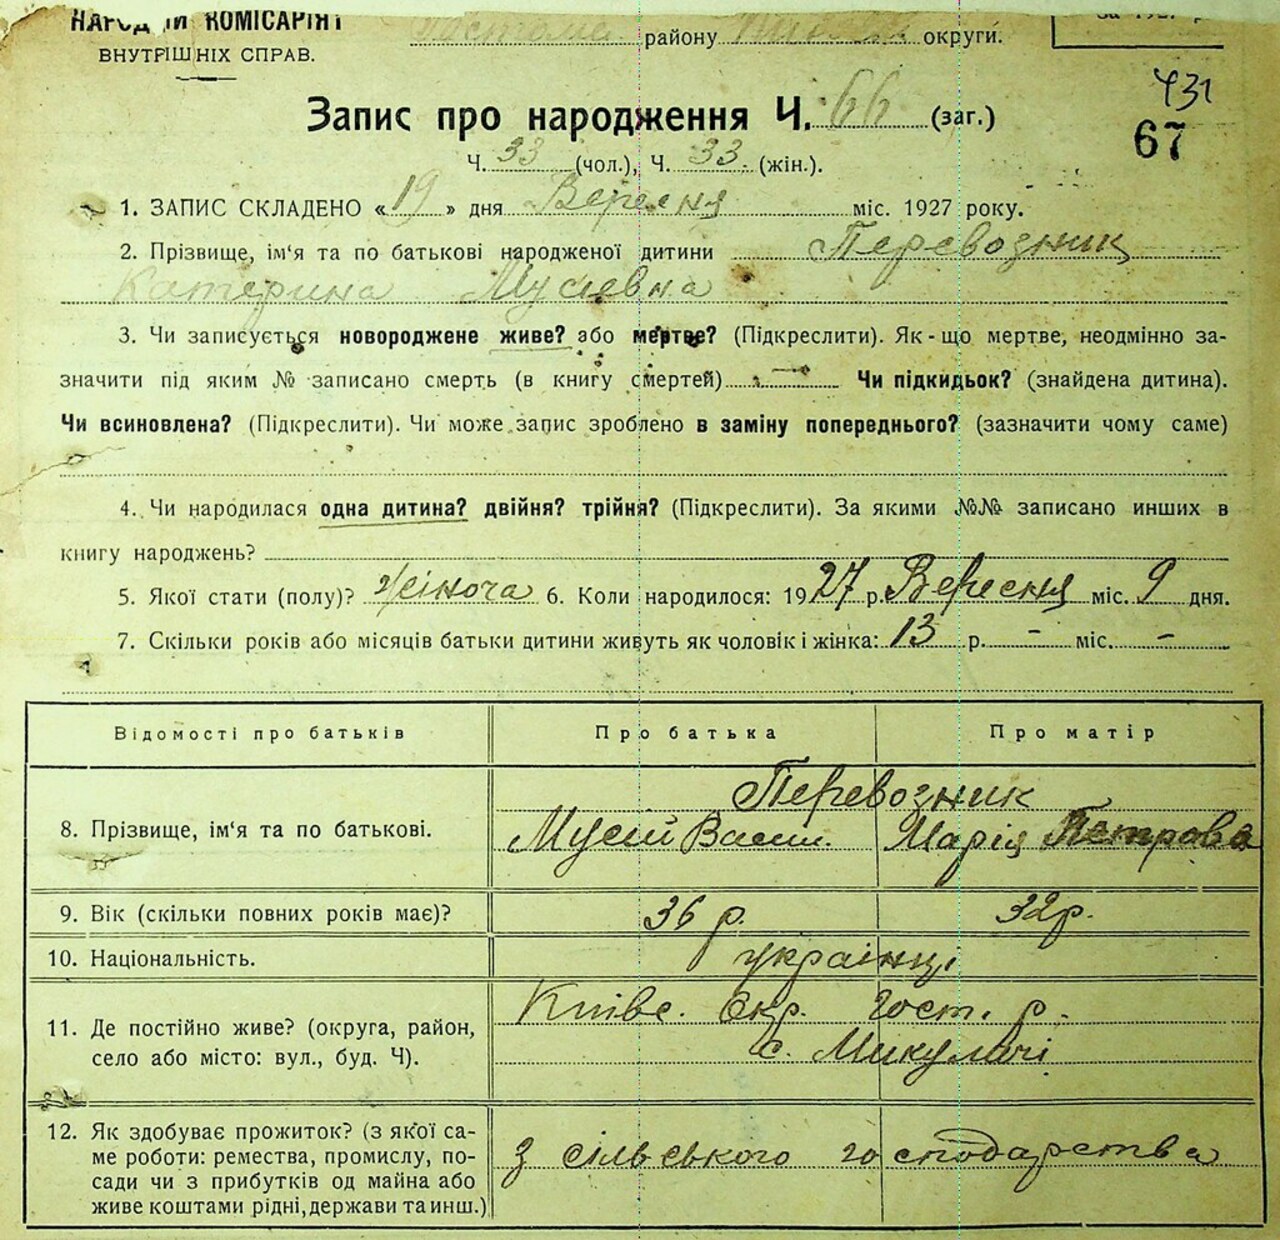 НАРОДНІЙ КОМІСАРІЯТ
ВНУТРІШНІХ СПРАВ.
району округи.
за 1927 р
431
67
Запис про народження Ч. 66 (заг.)
Ч. 33 (чол.), Ч. 33 (жін.).
1. ЗАПИС СКЛАДЕНО « 19 » дня Вересня міс. 1927 року.
2. Прізвище, ім'я та по батькові народженої дитини Перевозник
Катерина Мусієвна
3. Чи записується новороджене живе? або мертве? (Підкреслити). Як-що мертве, неодмінно за-
значити під яким № записано смерть (в книгу смертей) — Чи підкидьок? (знайдена дитина).
Чи всиновлена? (Підкреслити). Чи може запис зроблено в заміну попереднього? (зазначити чому саме)
4. Чи народилася одна дитина? двійня? трійня? (Підкреслити). За якими №№ записано инших в
книгу народжень?
5. Якої стати (полу)? жіноча 6. Коли народилося: 1927 р. Вересня міс. 9 дня.
7. Скільки років або місяців батьки дитини живуть як чоловік і жінка: 13 р. — міс. —
Відомості про батьків Про батька Про матір
Перевозник
8. Прізвище, ім'я та по батькові. Мусій Васил. Марія Петрова
9. Вік (скільки повних років має)? 36 р. 32 р.
10. Національність. українці
11. Де постійно живе? (округа, район,
село або місто: вул., буд. Ч).
Київс. Окр. Гост. р.
с. Микуличі
12. Як здобуває прожиток? (з якої са-
ме роботи: ремества, промислу, по-
сади чи з прибутків од майна або
живе коштами рідні, держави та инш.)
з сільського господарства